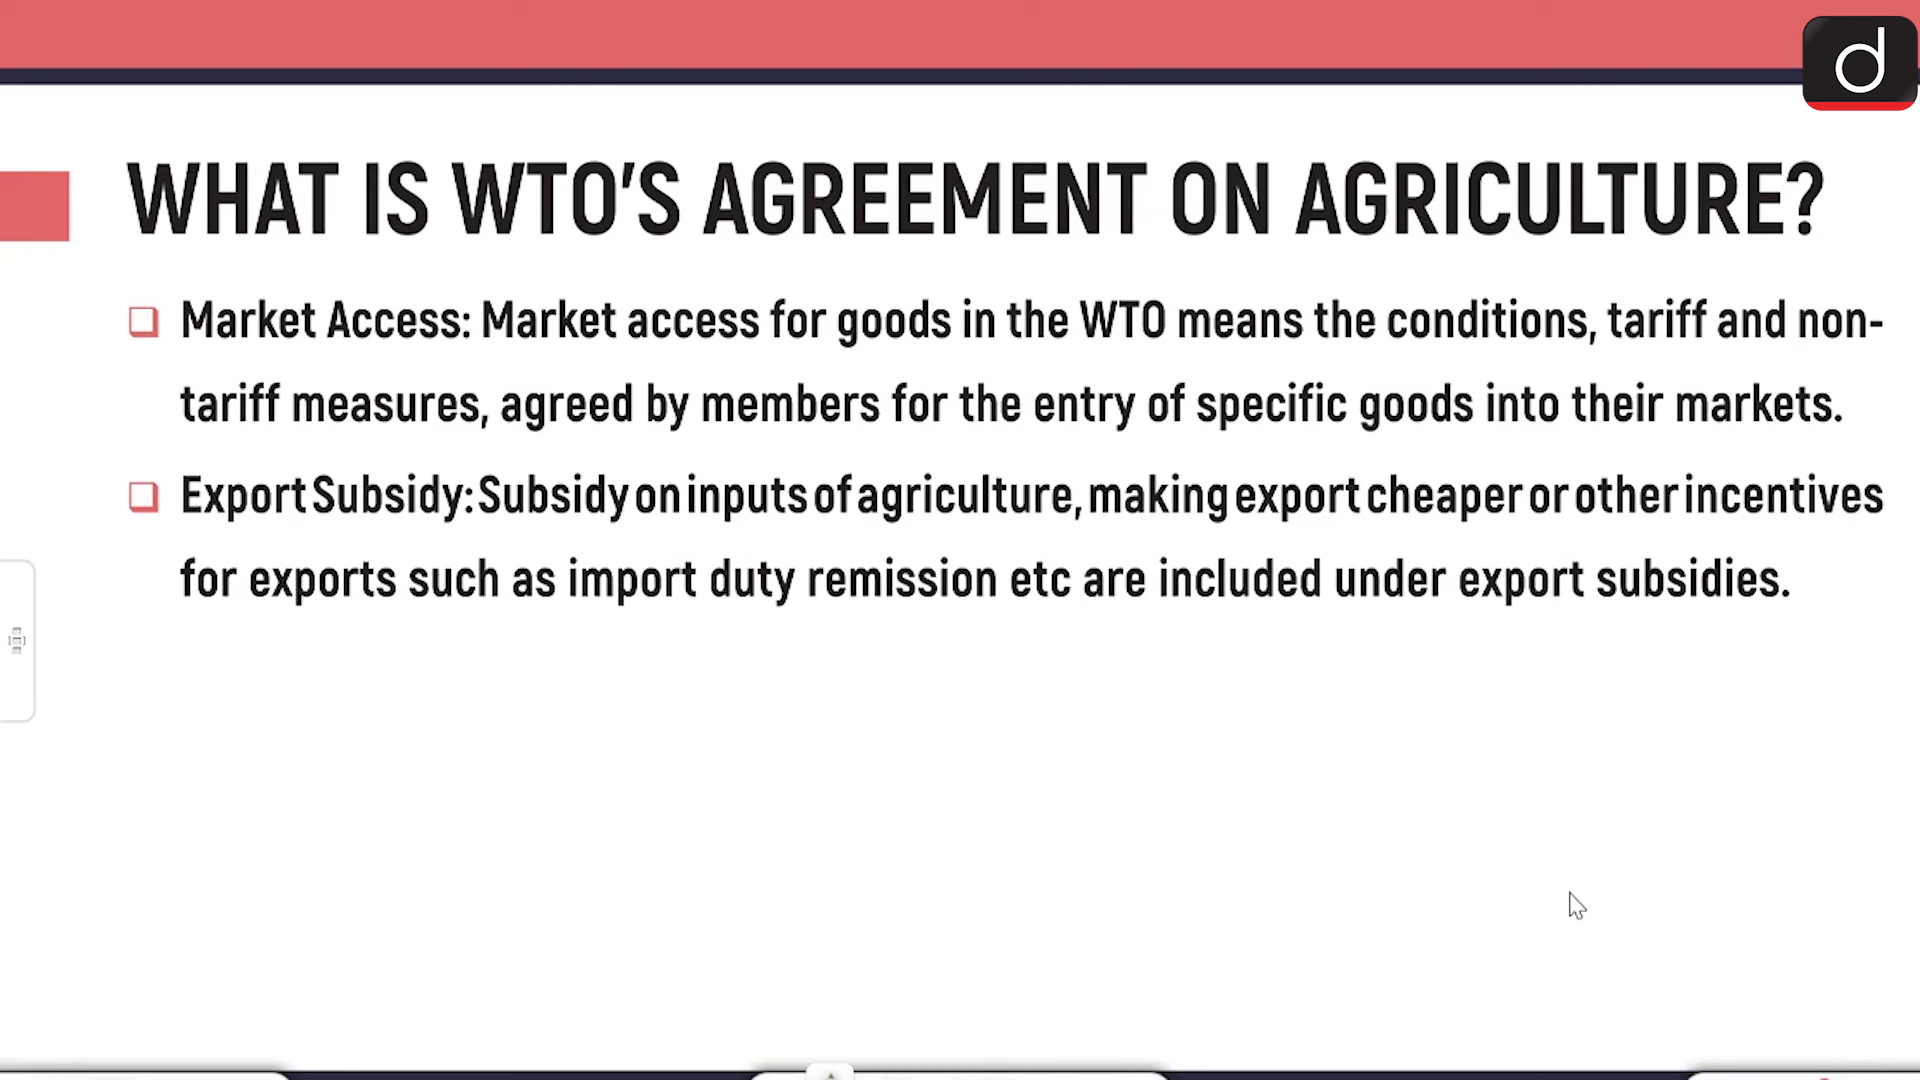 d
WHAT IS WTO'S AGREEMENT ON AGRICULTURE?
Market Access: Market access for goods in the WTO means the conditions, tariff and non-
tariff measures, agreed by members for the entry of specific goods into their markets.
Export Subsidy: Subsidy on inputs of agriculture, making export cheaper or other incentives
for exports such as import duty remission etc are included under export subsidies.